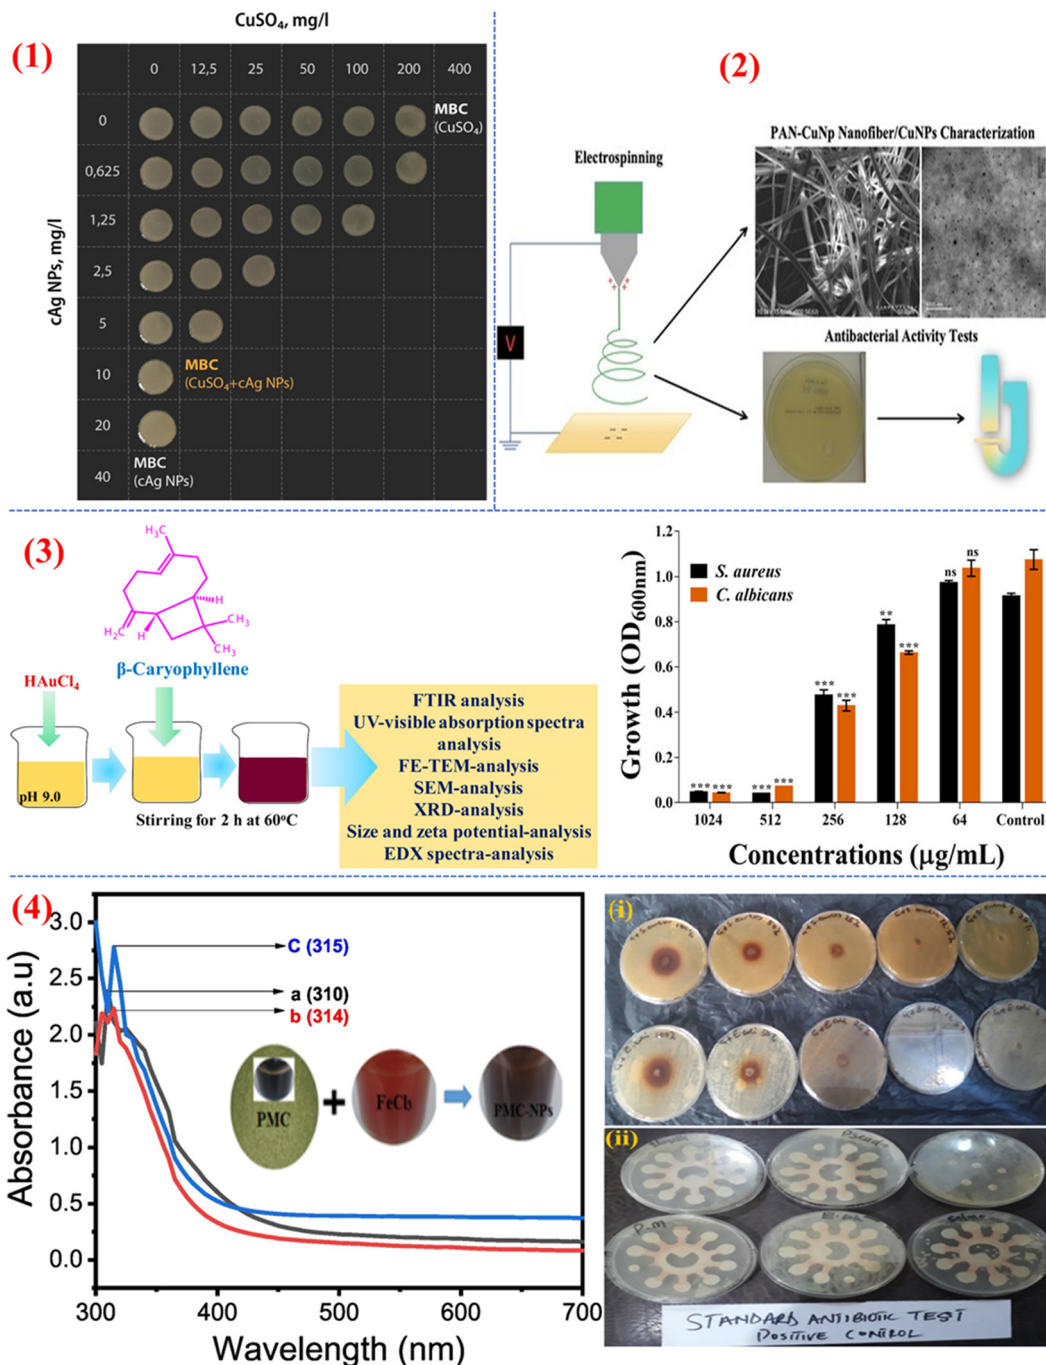 (1)
CuSO₄, mg/l
0 12,5 25 50 100 200 400
cAg NPs, mg/l
0
MBC
(CuSO₄)
0,625
1,25
2,5
5
10
MBC
(CuSO₄+cAg NPs)
20
40
MBC
(cAg NPs)
(2)
PAN-CuNp Nanofiber/CuNPs Characterization
Electrospinning
V
Antibacterial Activity Tests
(3)
H₃C
H
H₂C
H
CH₃
CH₃
β-Caryophyllene
HAuCl₄
pH 9.0
Stirring for 2 h at 60°C
FTIR analysis
UV-visible absorption spectra
analysis
FE-TEM-analysis
SEM-analysis
XRD-analysis
Size and zeta potential-analysis
EDX spectra-analysis
Growth (OD₆₀₀nm)
1.2
1.0
0.8
0.6
0.4
0.2
0.0
S. aureus
C. albicans
*** *** *** *** *** *** ** *** ns ns
1024 512 256 128 64 Control
Concentrations (µg/mL)
(4)
Absorbance (a.u)
3.0
2.5
2.0
1.5
1.0
0.5
0.0
C (315)
a (310)
b (314)
PMC
+
FeCl₃
PMC-NPs
300 400 500 600 700
Wavelength (nm)
(i)
(ii)
P.M
STANDARD ANTIBIOTIC TEST
POSITIVE CONTROL